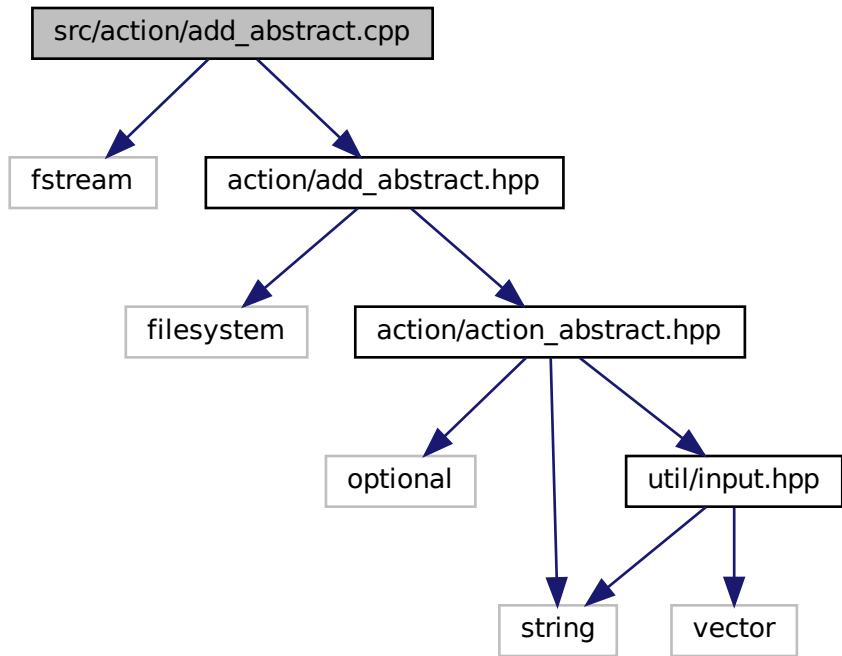 src/action/add_abstract.cpp
fstream
action/add_abstract.hpp
filesystem
action/action_abstract.hpp
optional
util/input.hpp
string
vector